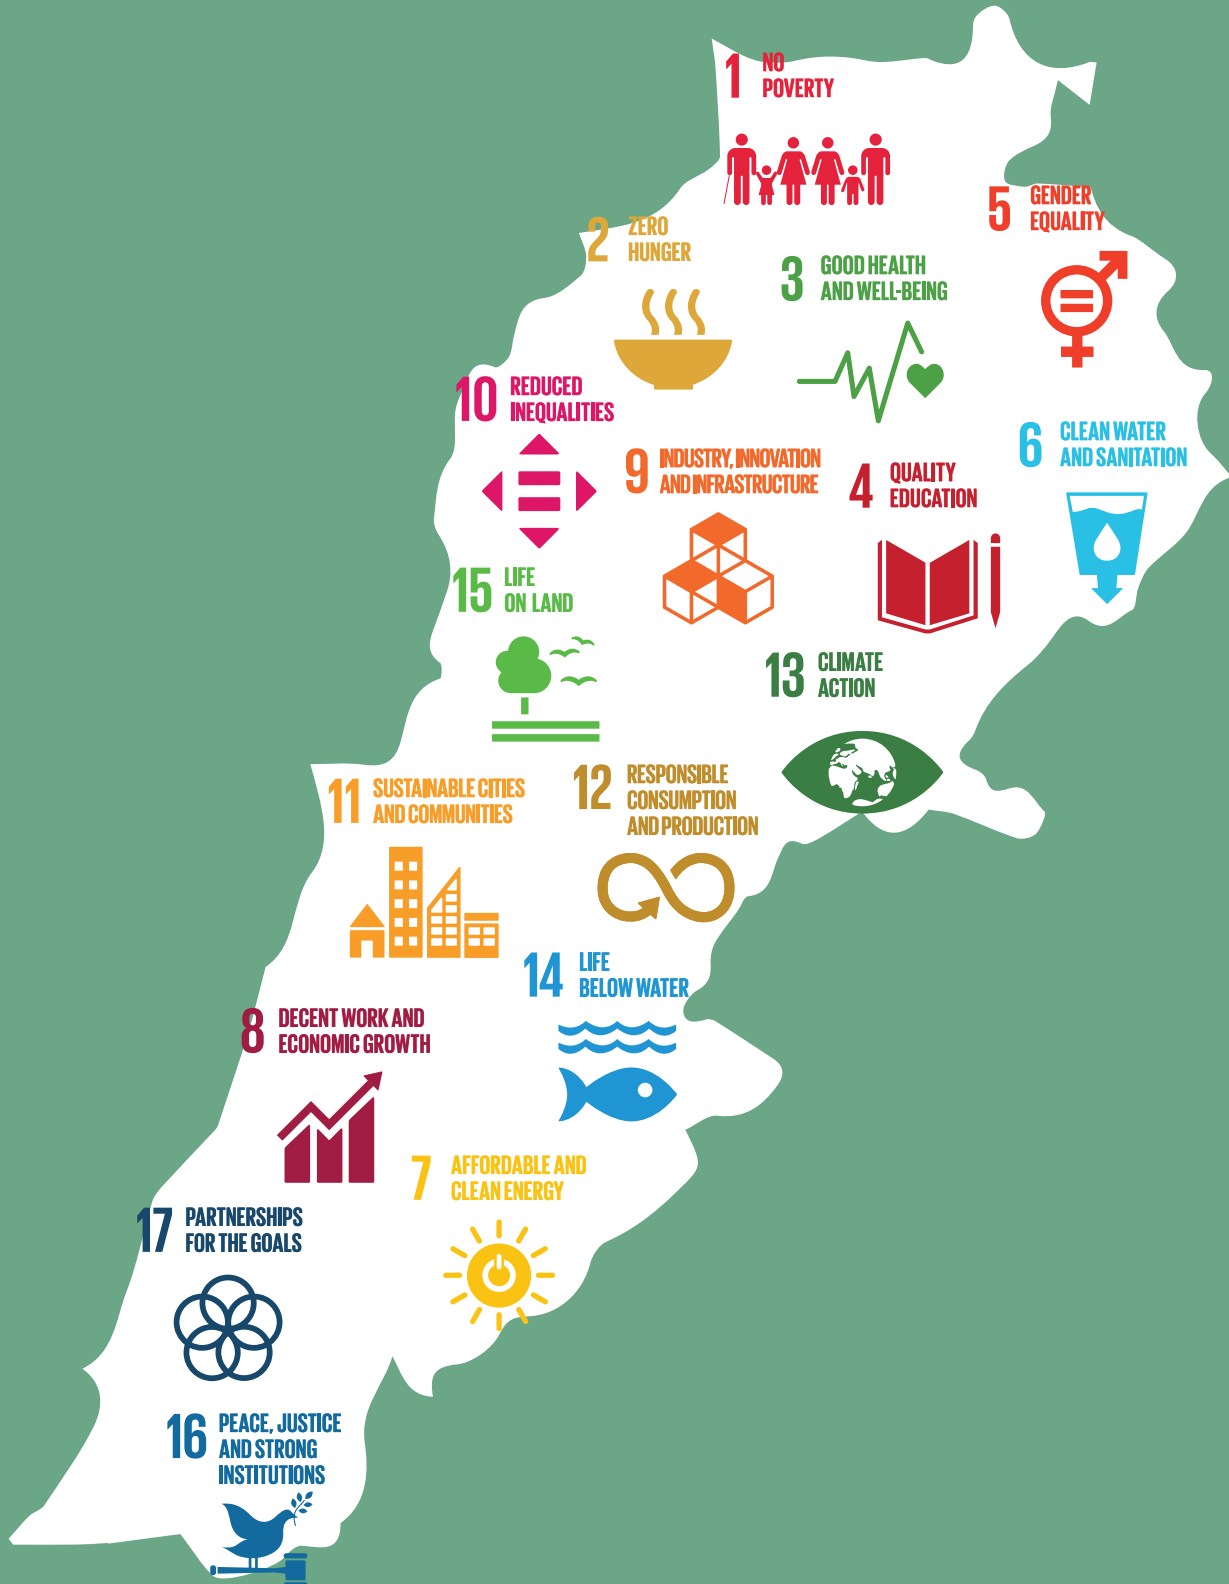 1 NO
POVERTY
5 GENDER
EQUALITY
2 ZERO
HUNGER
3 GOOD HEALTH
AND WELL-BEING
10 REDUCED
INEQUALITIES
6 CLEAN WATER
AND SANITATION
9 INDUSTRY, INNOVATION
AND INFRASTRUCTURE
4 QUALITY
EDUCATION
15 LIFE
ON LAND
13 CLIMATE
ACTION
11 SUSTAINABLE CITIES
AND COMMUNITIES
12 RESPONSIBLE
CONSUMPTION
AND PRODUCTION
14 LIFE
BELOW WATER
8 DECENT WORK AND
ECONOMIC GROWTH
7 AFFORDABLE AND
CLEAN ENERGY
17 PARTNERSHIPS
FOR THE GOALS
16 PEACE, JUSTICE
AND STRONG
INSTITUTIONS